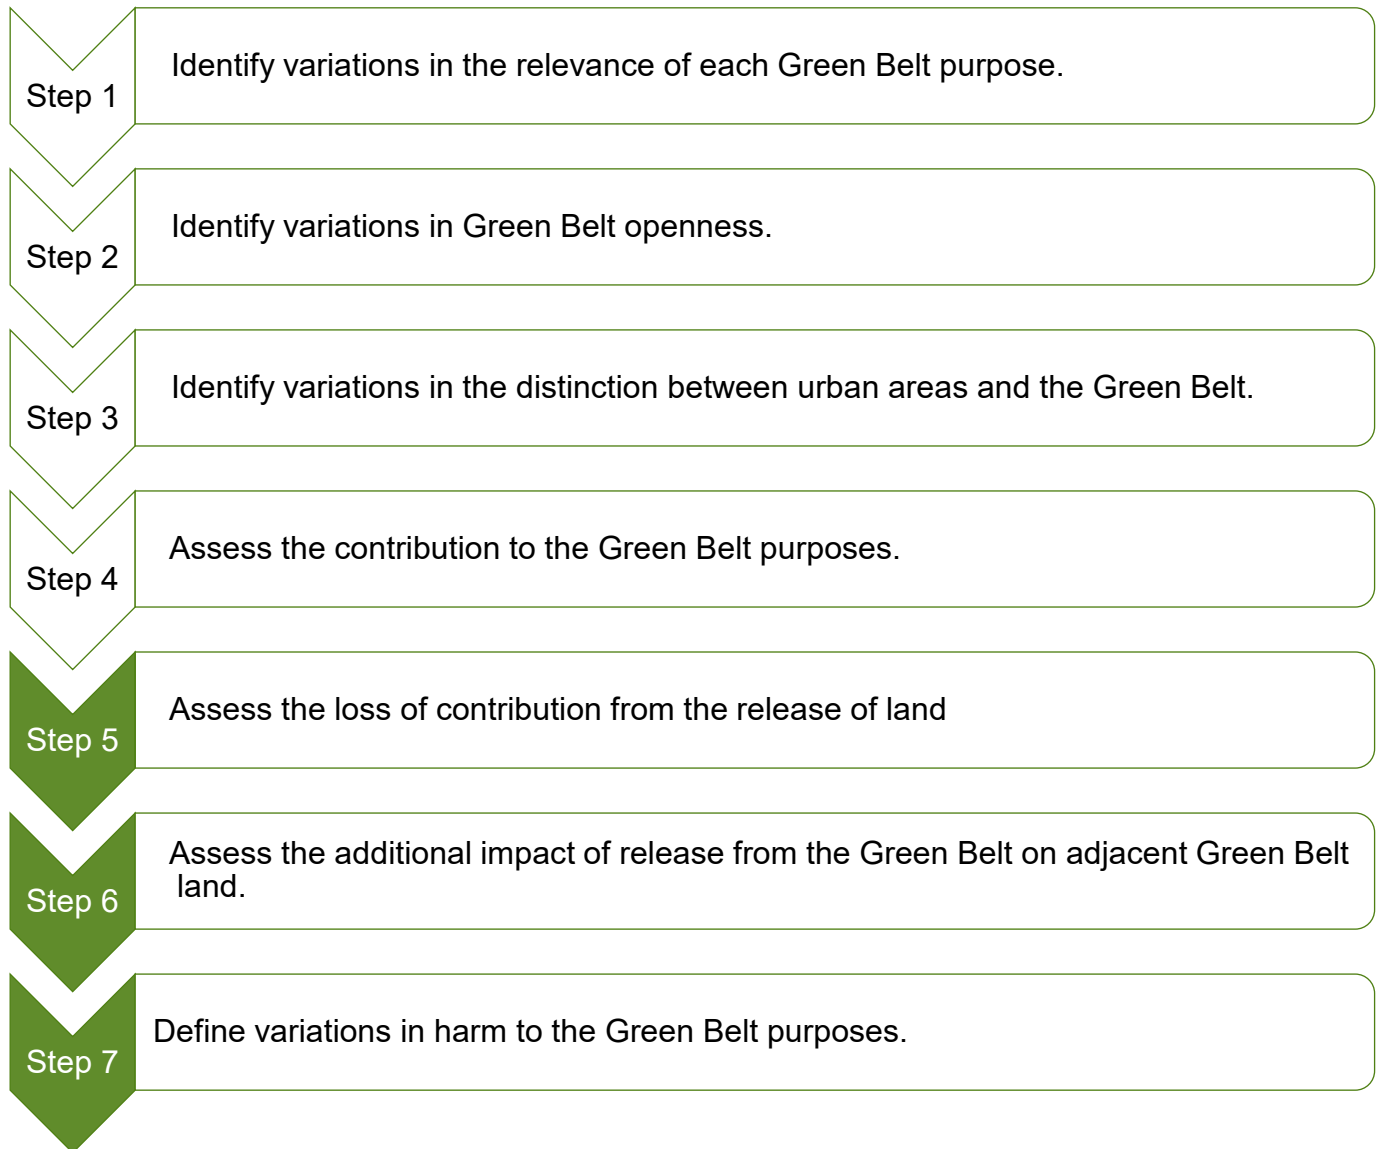 Step 1
Identify variations in the relevance of each Green Belt purpose.
Step 2
Identify variations in Green Belt openness.
Step 3
Identify variations in the distinction between urban areas and the Green Belt.
Step 4
Assess the contribution to the Green Belt purposes.
Step 5
Assess the loss of contribution from the release of land
Step 6
Assess the additional impact of release from the Green Belt on adjacent Green Belt
land.
Step 7
Define variations in harm to the Green Belt purposes.